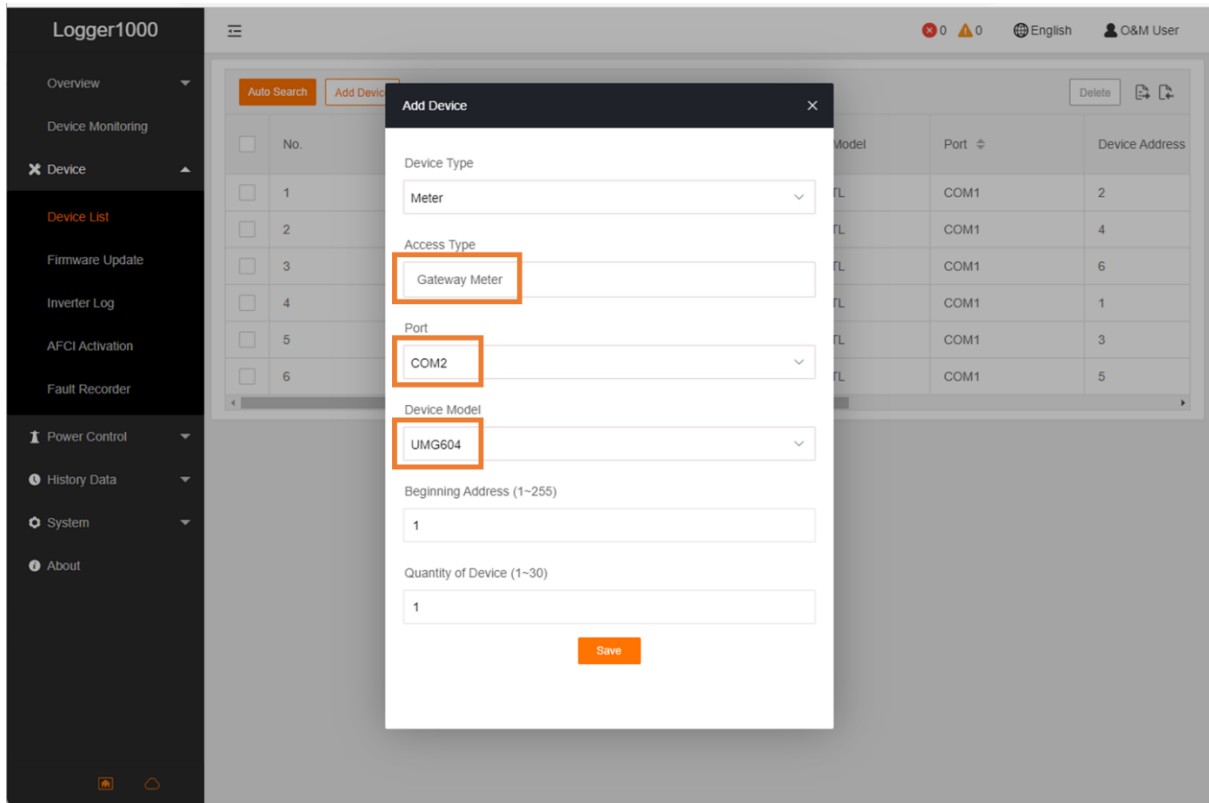 Logger1000
0 0 English O&M User
Overview
Device Monitoring
Device
Device List
Firmware Update
Inverter Log
AFCI Activation
Fault Recorder
Power Control
History Data
System
About
Auto Search Add Devic Delete
No. Model Port Device Address
1 TL COM1 2
2 TL COM1 4
3 TL COM1 6
4 TL COM1 1
5 TL COM1 3
6 TL COM1 5
Add Device
Device Type
Meter
Access Type
Gateway Meter
Port
COM2
Device Model
UMG604
Beginning Address (1~255)
1
Quantity of Device (1~30)
1
Save